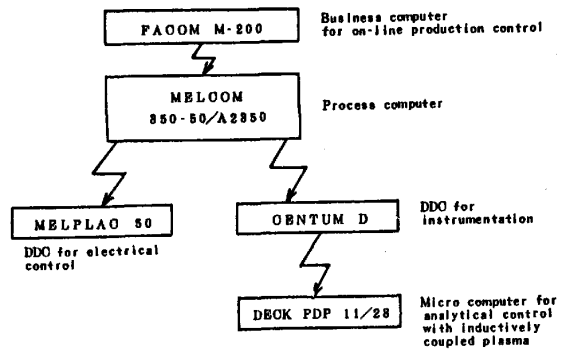 FACOM M-200
Business computer
for on-line production control
MELCOM
350-50/A2350
Process computer
MELPLAC 50
DDC for electrical
control
CENTUM D
DDC for
instrumentation
DECK PDP 11/28
Micro computer for
analytical control
with inductively
coupled plasma